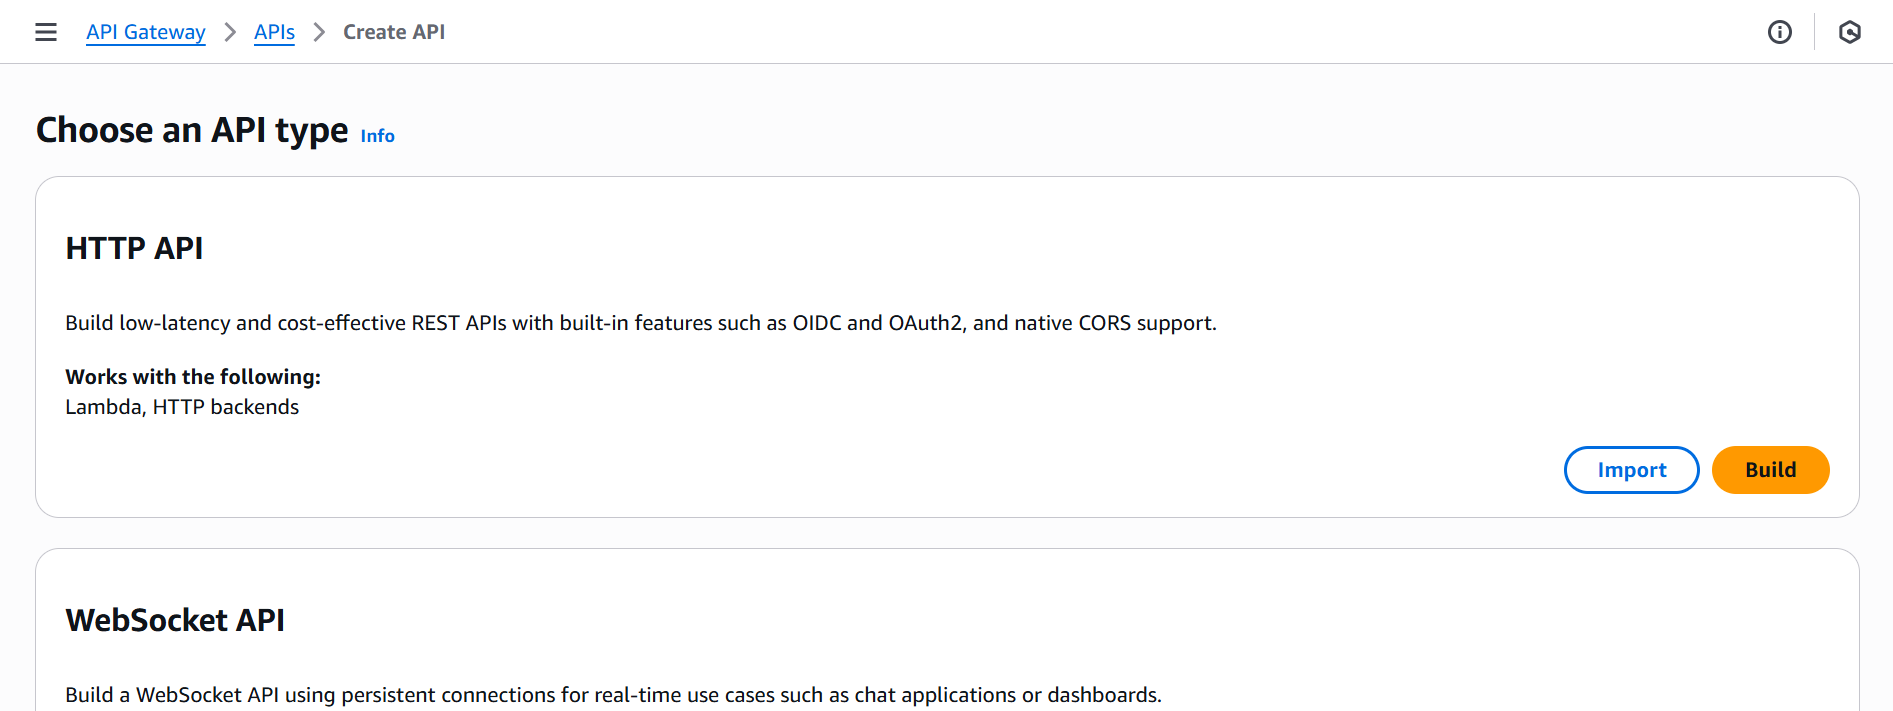 API Gateway > APIs > Create API
Choose an API type Info
HTTP API
Build low-latency and cost-effective REST APIs with built-in features such as OIDC and OAuth2, and native CORS support.
Works with the following:
Lambda, HTTP backends
Import Build
WebSocket API
Build a WebSocket API using persistent connections for real-time use cases such as chat applications or dashboards.